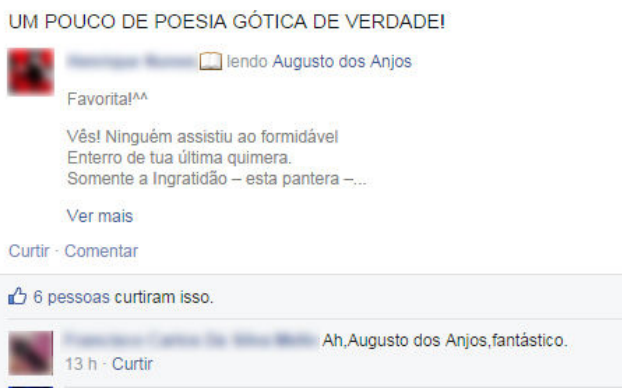 UM POUCO DE POESIA GÓTICA DE VERDADE!
lendo Augusto dos Anjos
Favorita!^^
Vês! Ninguém assistiu ao formidável
Enterro de tua última quimera.
Somente a Ingratidão – esta pantera –...
Ver mais
Curtir · Comentar
6 pessoas curtiram isso.
Ah,Augusto dos Anjos,fantástico.
13 h · Curtir